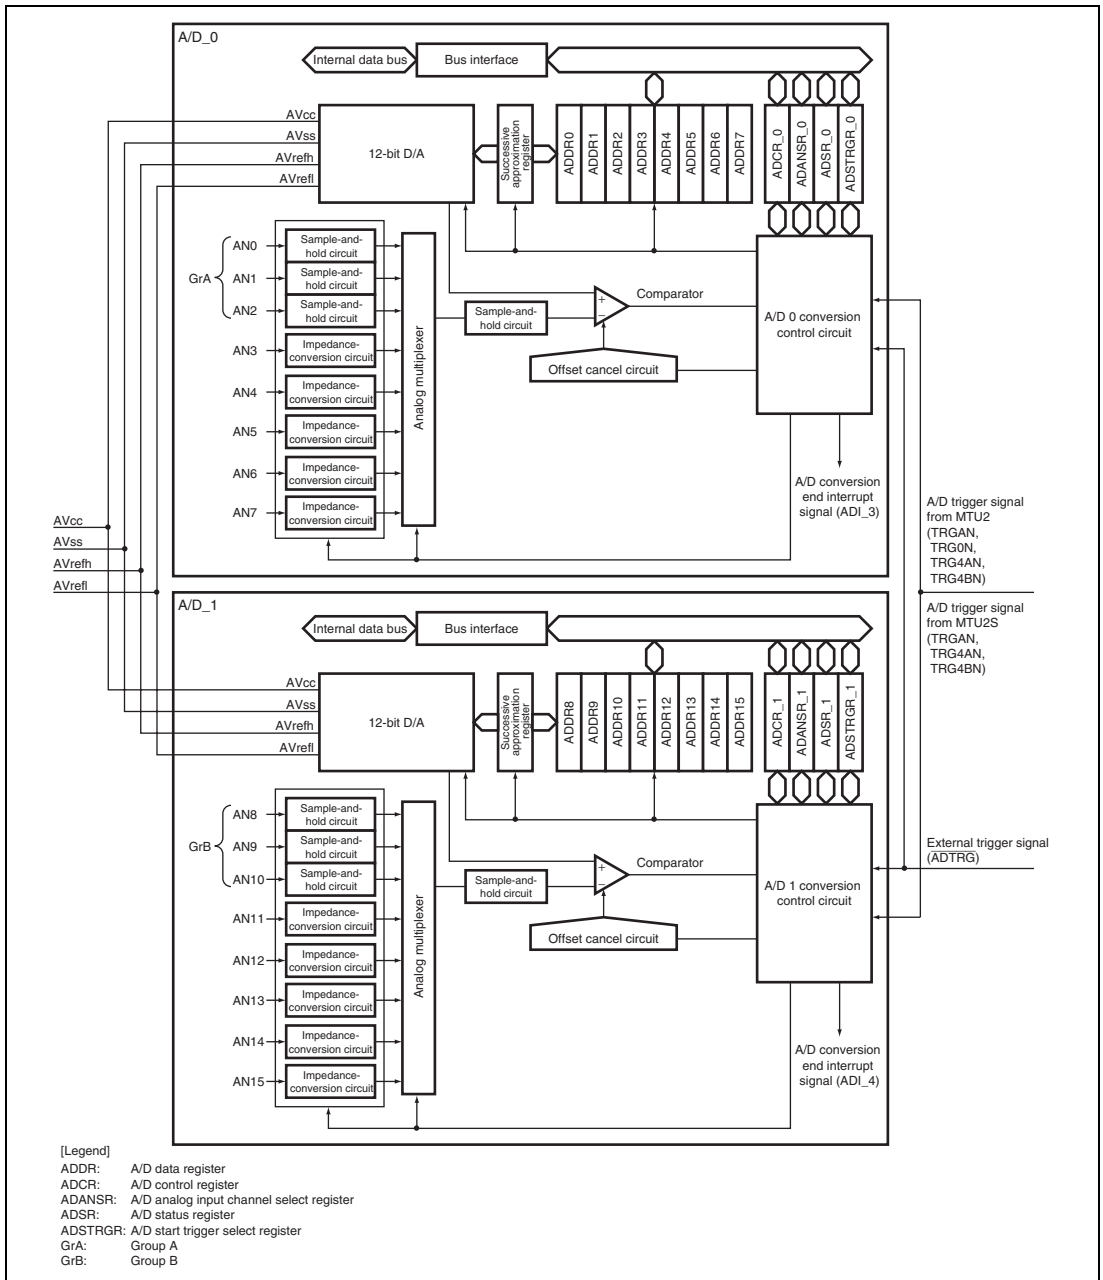 A/D_0
Internal data bus
Bus interface
AVcc
AVss
AVrefh
AVrefl
12-bit D/A
Successive
approximation
register
ADDR0
ADDR1
ADDR2
ADDR3
ADDR4
ADDR5
ADDR6
ADDR7
ADCR_0
ADANSR_0
ADSR_0
ADSTRGR_0
GrA
AN0
Sample-and-
hold circuit
AN1
Sample-and-
hold circuit
AN2
Sample-and-
hold circuit
AN3
Impedance-
conversion circuit
AN4
Impedance-
conversion circuit
AN5
Impedance-
conversion circuit
AN6
Impedance-
conversion circuit
AN7
Impedance-
conversion circuit
Analog multiplexer
Sample-and-
hold circuit
+
−
Comparator
Offset cancel circuit
A/D 0 conversion
control circuit
A/D conversion
end interrupt
signal (ADI_3)
AVcc
AVss
AVrefh
AVrefl
A/D trigger signal
from MTU2
(TRGAN,
TRG0N,
TRG4AN,
TRG4BN)
A/D trigger signal
from MTU2S
(TRGAN,
TRG4AN,
TRG4BN)
External trigger signal
(ADTRG)
A/D_1
Internal data bus
Bus interface
AVcc
AVss
AVrefh
AVrefl
12-bit D/A
Successive
approximation
register
ADDR8
ADDR9
ADDR10
ADDR11
ADDR12
ADDR13
ADDR14
ADDR15
ADCR_1
ADANSR_1
ADSR_1
ADSTRGR_1
GrB
AN8
Sample-and-
hold circuit
AN9
Sample-and-
hold circuit
AN10
Sample-and-
hold circuit
AN11
Impedance-
conversion circuit
AN12
Impedance-
conversion circuit
AN13
Impedance-
conversion circuit
AN14
Impedance-
conversion circuit
AN15
Impedance-
conversion circuit
Analog multiplexer
Sample-and-
hold circuit
+
−
Comparator
Offset cancel circuit
A/D 1 conversion
control circuit
A/D conversion
end interrupt
signal (ADI_4)
[Legend]
ADDR: A/D data register
ADCR: A/D control register
ADANSR: A/D analog input channel select register
ADSR: A/D status register
ADSTRGR: A/D start trigger select register
GrA: Group A
GrB: Group B